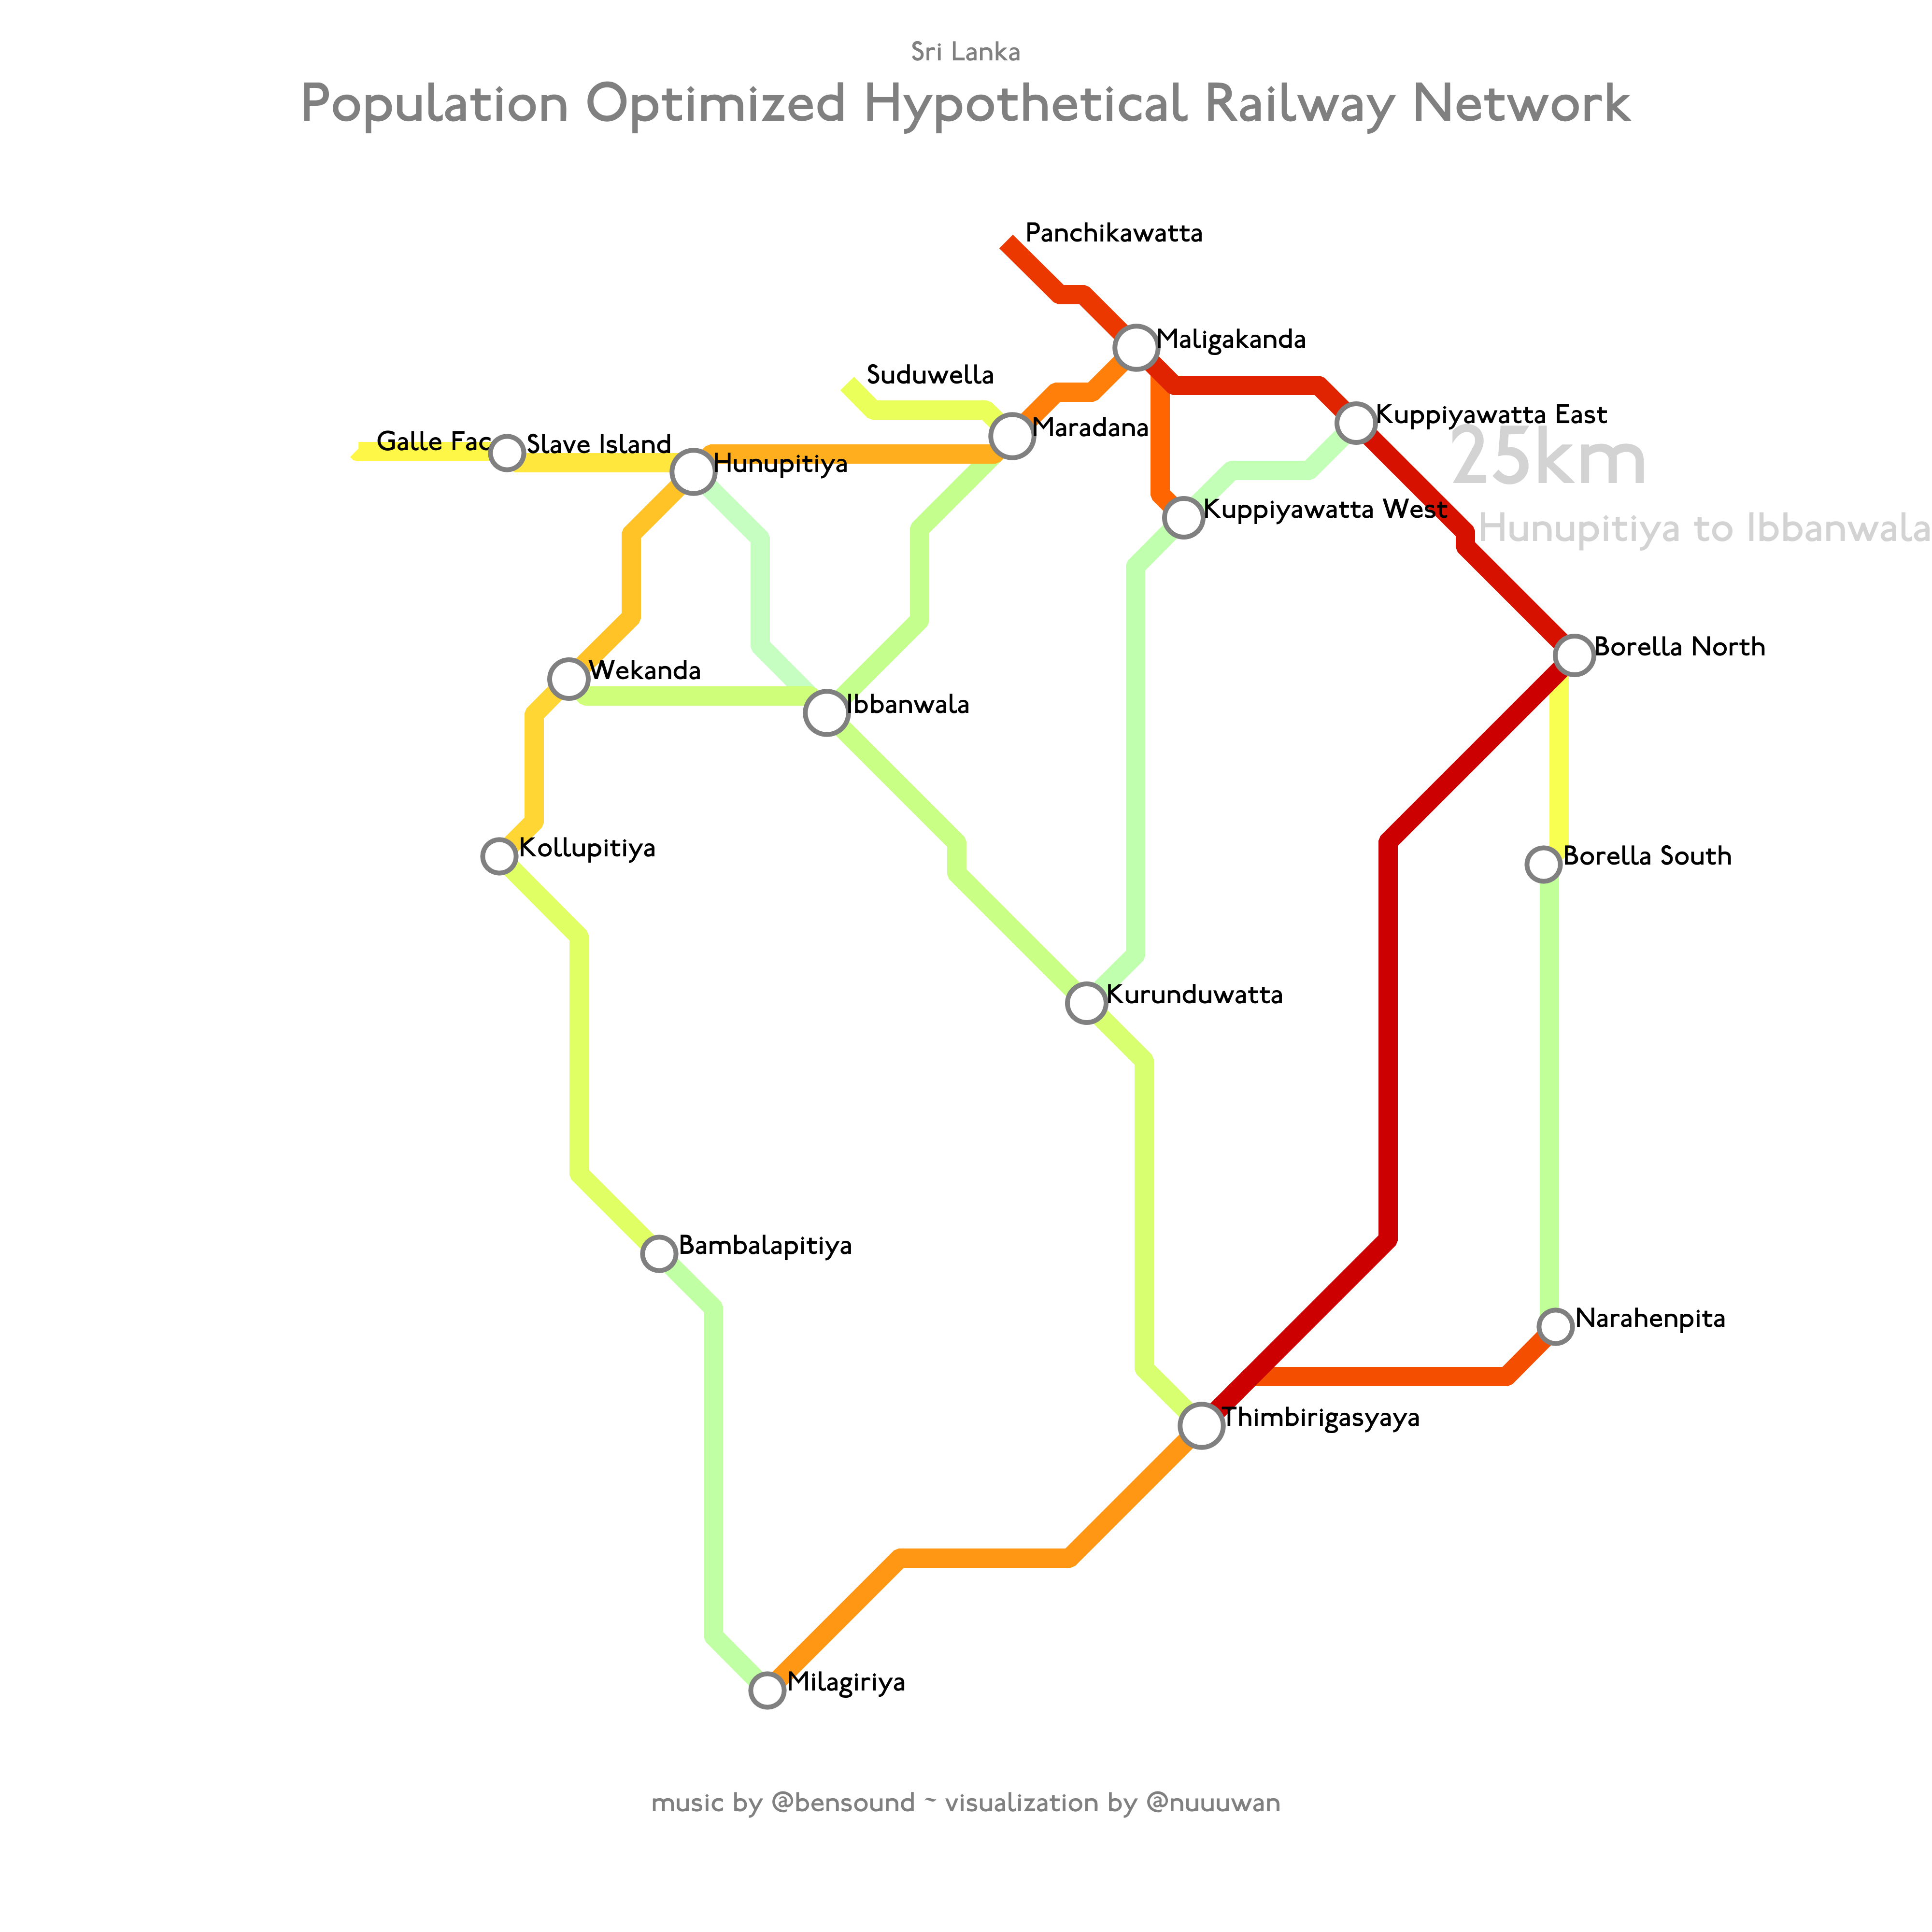 Sri Lanka
Population Optimized Hypothetical Railway Network
Panchikawatta
Maligakanda
Suduwella
Kuppiyawatta East
Maradana
Galle Fac
Slave Island
Hunupitiya
25km
Kuppiyawatta West
Hunupitiya to Ibbanwala
Borella North
Wekanda
Ibbanwala
Kollupitiya
Borella South
Kurunduwatta
Bambalapitiya
Narahenpita
Thimbirigasyaya
Milagiriya
music by @bensound ~ visualization by @nuuuwan